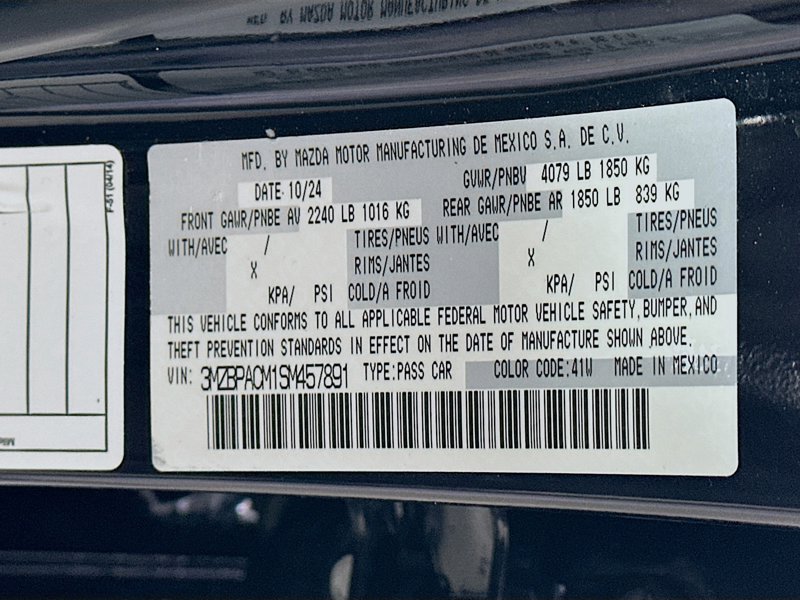 MFD. BY MAZDA MOTOR MANUFACTURING DE MEXICO S.A. DE C.V.
DATE 10/24 GVWR/PNBV 4079 LB 1850 KG
FRONT GAWR/PNBE AV 2240 LB 1016 KG REAR GAWR/PNBE AR 1850 LB 839 KG
WITH/AVEC / TIRES/PNEUS WITH/AVEC / TIRES/PNEUS
X RIMS/JANTES X RIMS/JANTES
KPA/ PSI COLD/A FROID KPA/ PSI COLD/A FROID
THIS VEHICLE CONFORMS TO ALL APPLICABLE FEDERAL MOTOR VEHICLE SAFETY, BUMPER, AND
THEFT PREVENTION STANDARDS IN EFFECT ON THE DATE OF MANUFACTURE SHOWN ABOVE.
VIN: 3MZBPACM1SM457891 TYPE:PASS CAR COLOR CODE:41W MADE IN MEXICO
F-51 (04/14)